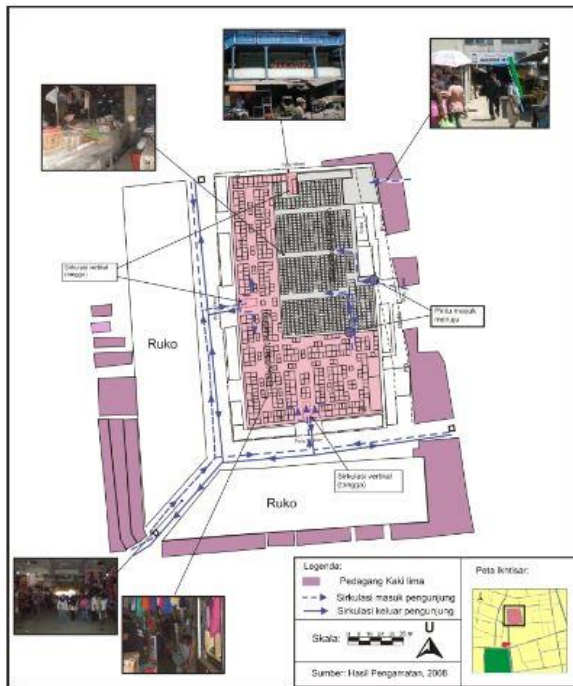 Sirkulasi vertikal
(tangga)
Pintu masuk
menuju
Ruko
Sirkulasi vertikal
(tangga)
Ruko
Legenda:
Pedagang Kaki lima
Sirkulasi masuk pengunjung
Sirkulasi keluar pengunjung
Skala:
U
Sumber: Hasil Pengamatan, 2008
Peta Ikhtisar: